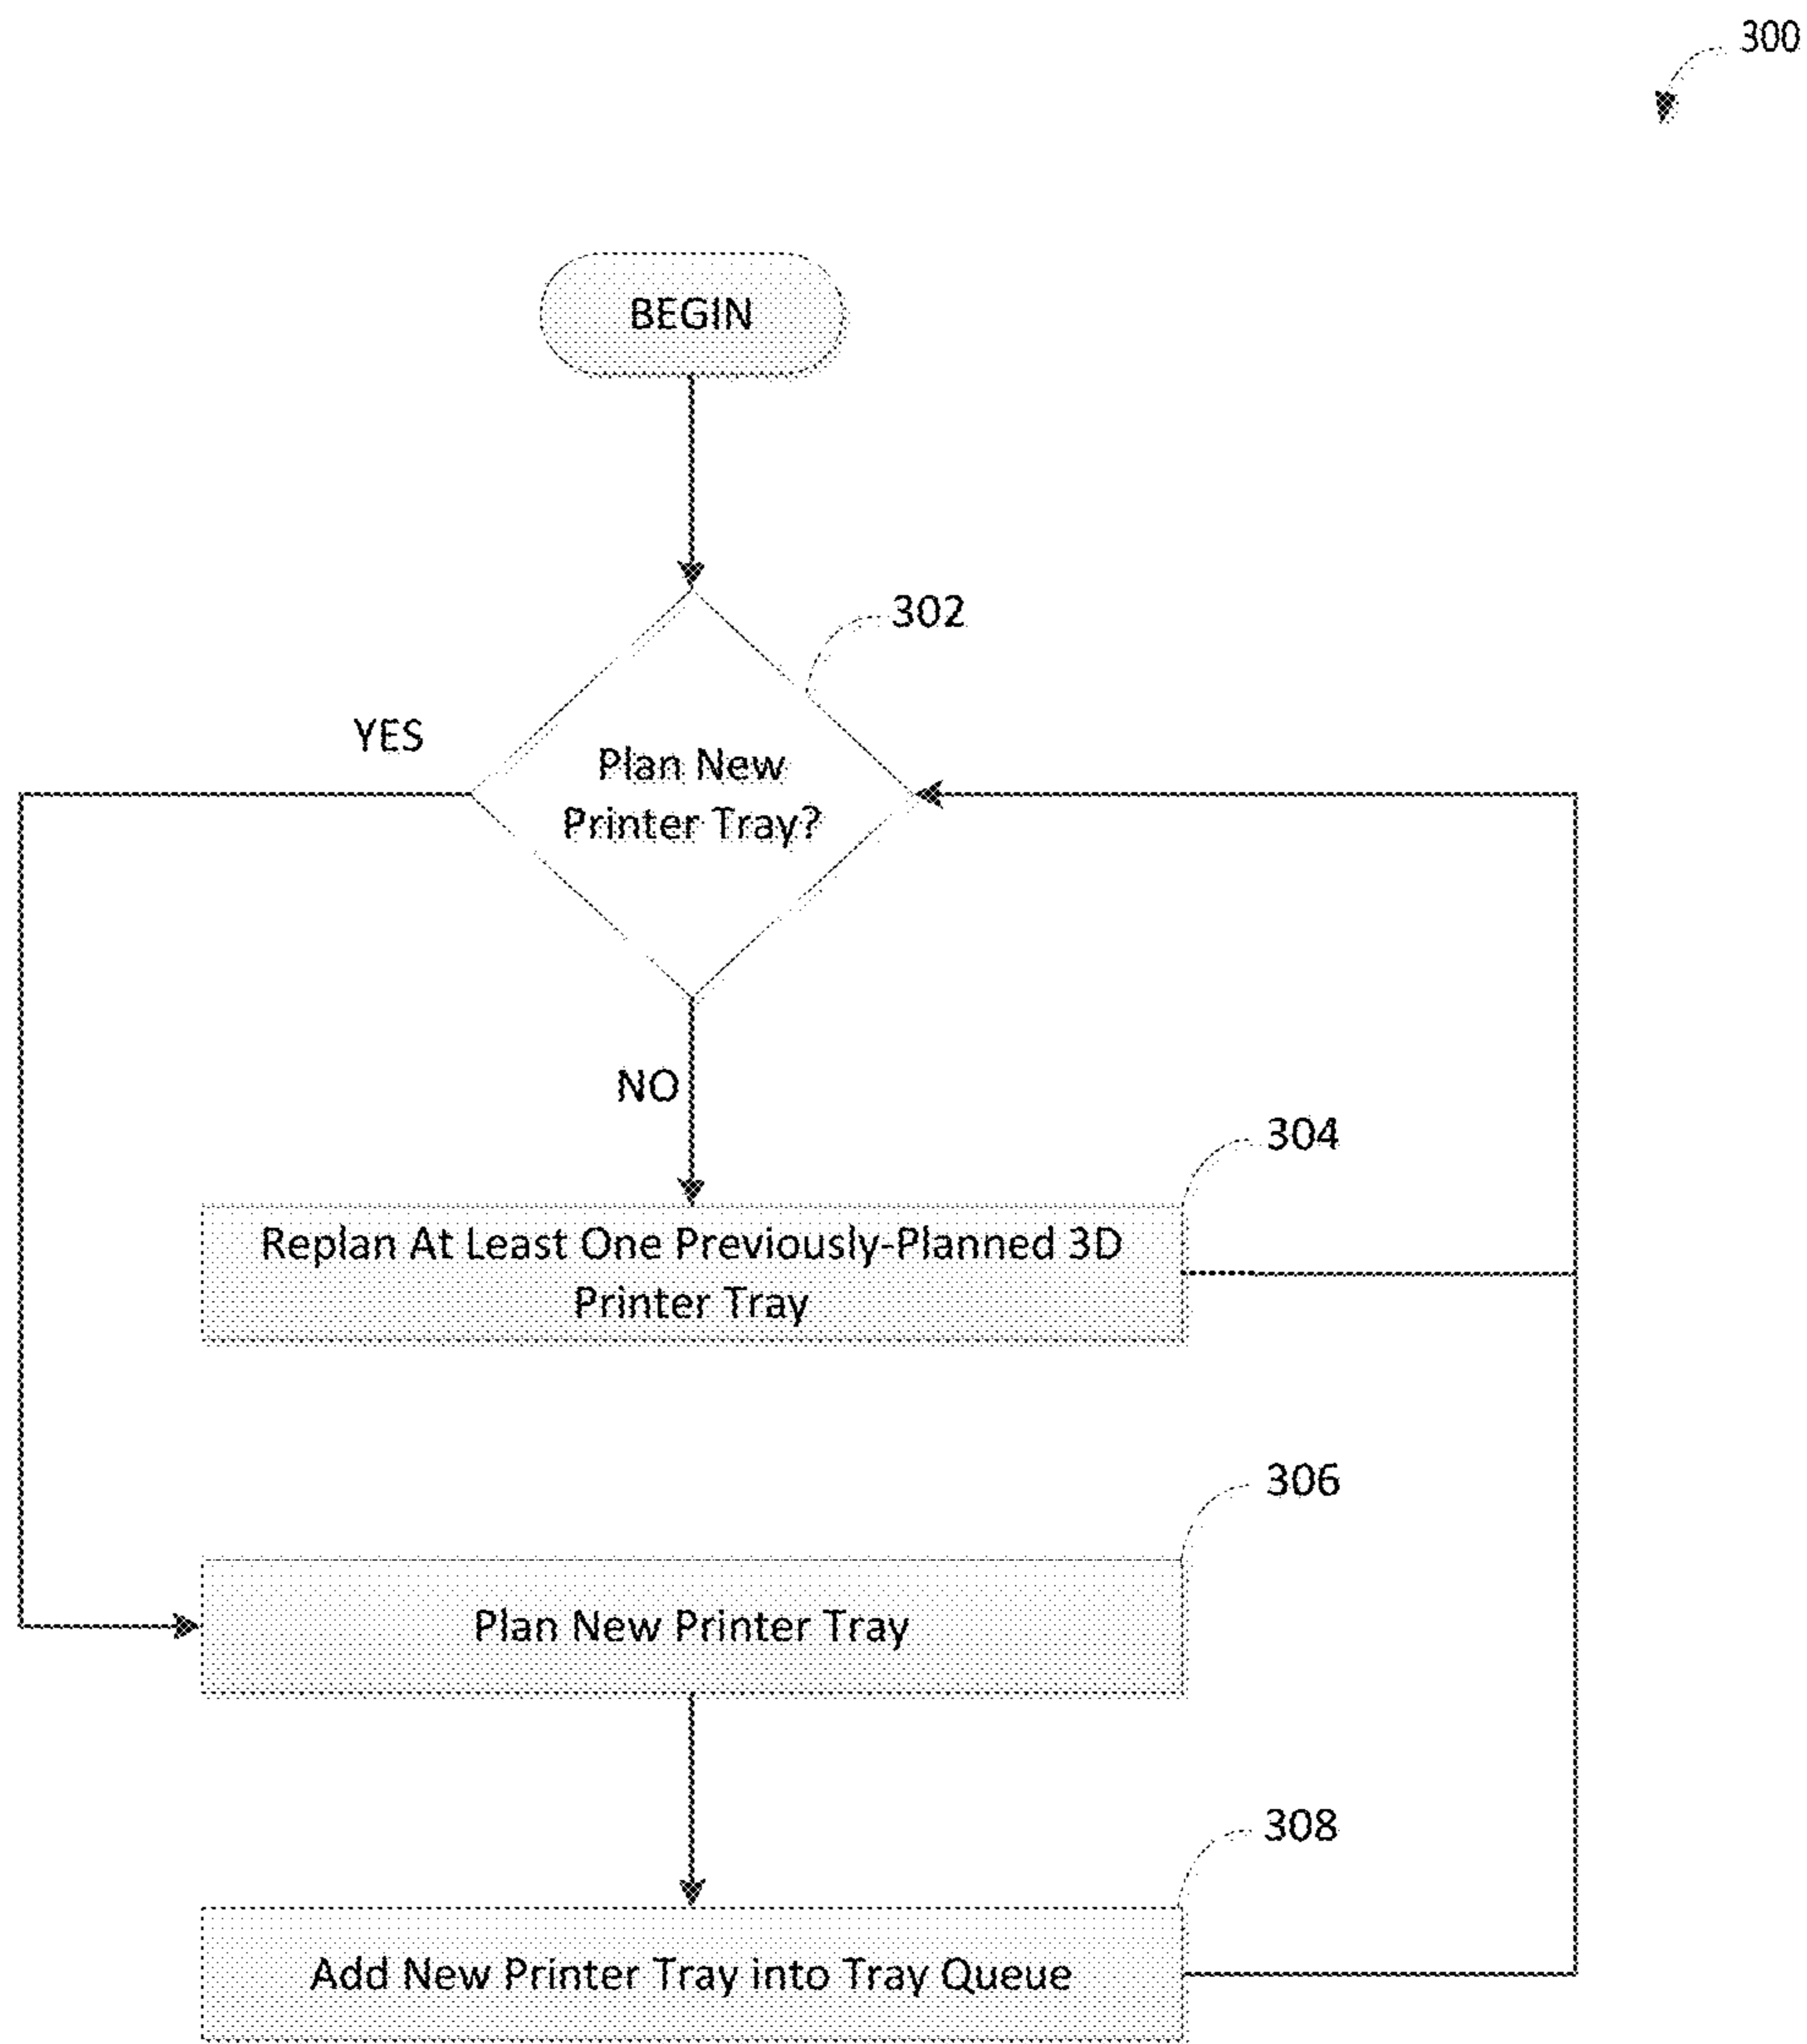 300
BEGIN
302
YES
Plan New
Printer Tray?
NO
304
Replan At Least One Previously-Planned 3D
Printer Tray
306
Plan New Printer Tray
308
Add New Printer Tray into Tray Queue